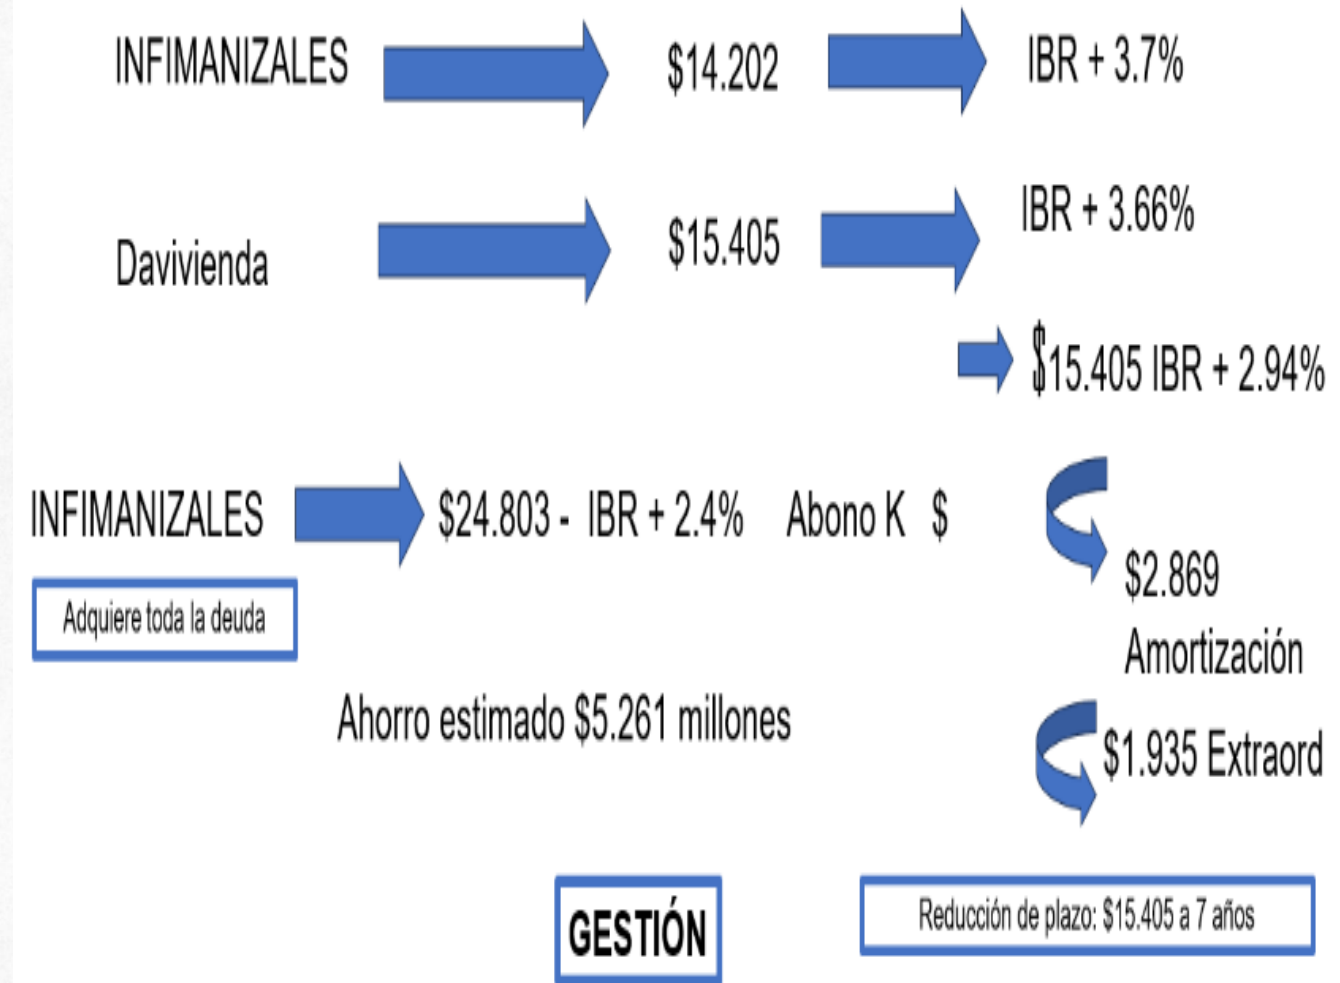 INFIMANIZALES $14.202 IBR + 3.7%
Davivienda $15.405 IBR + 3.66%
$15.405 IBR + 2.94%
INFIMANIZALES $24.803 - IBR + 2.4% Abono K $
Adquiere toda la deuda
$2.869
Amortización
Ahorro estimado $5.261 millones
$1.935 Extraord
GESTIÓN
Reducción de plazo: $15.405 a 7 años